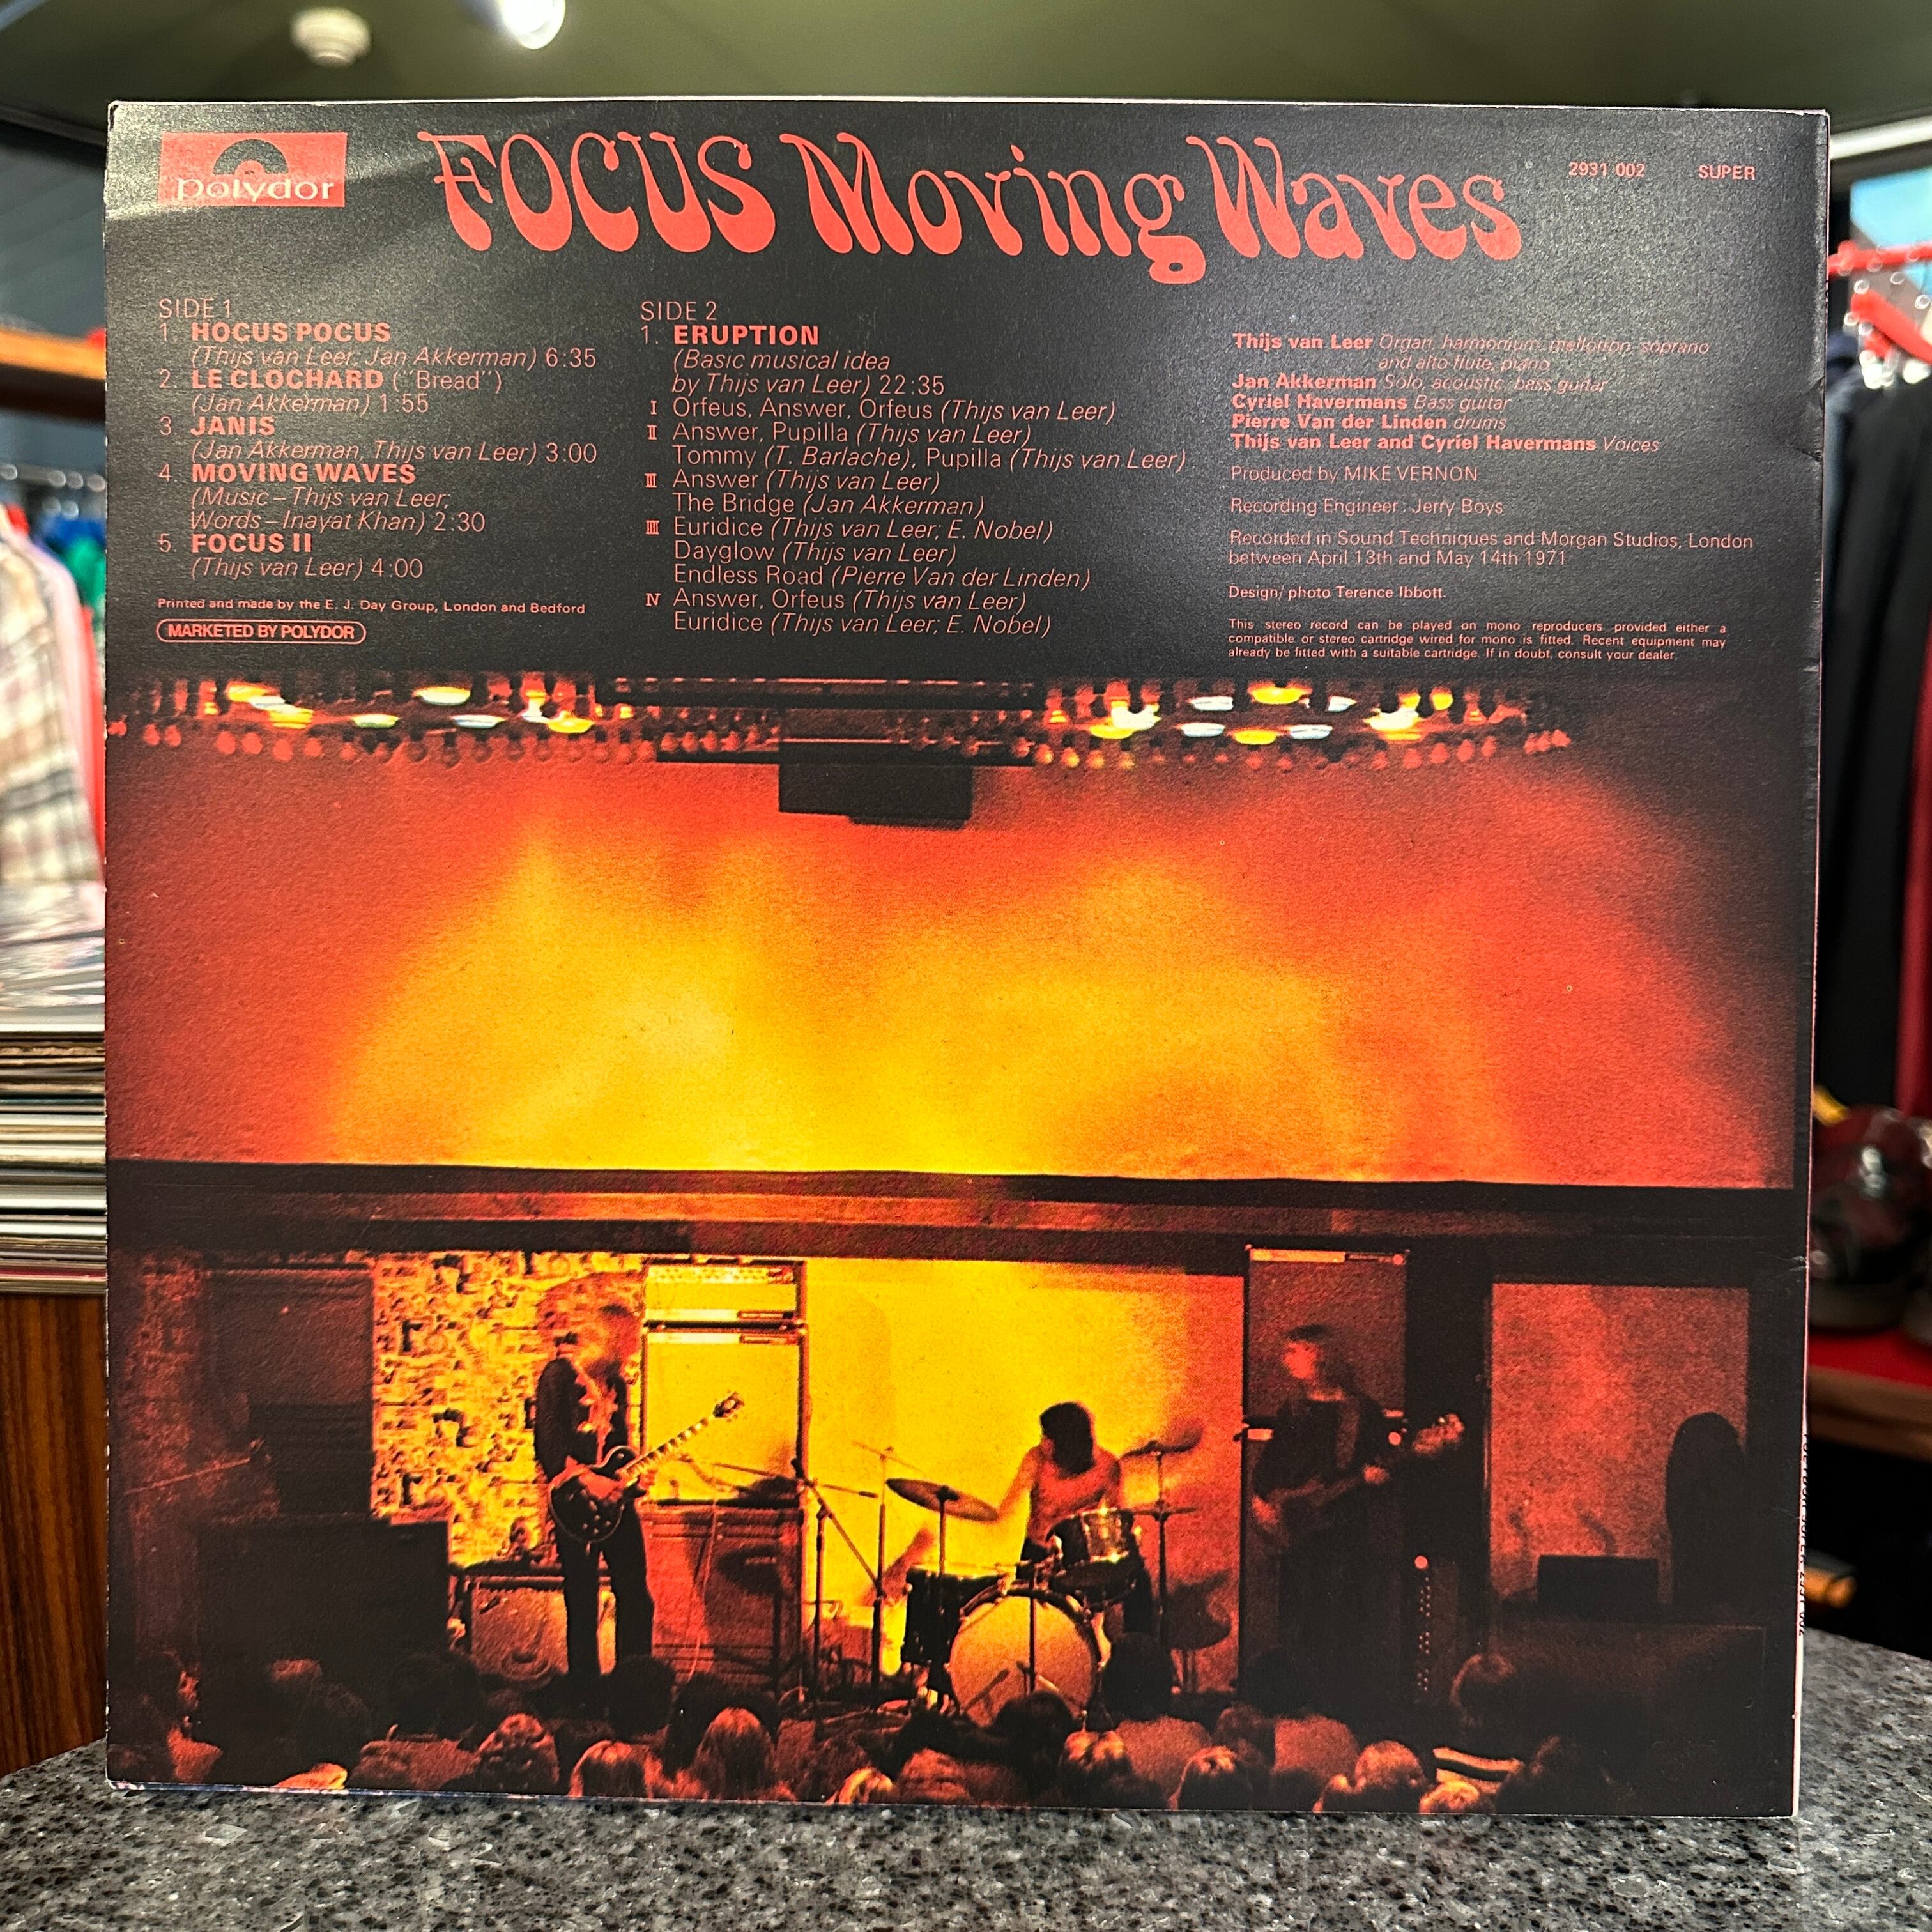 polydor
FOCUS Moving Waves
2931 002
SUPER
SIDE 1
1. HOCUS POCUS
(Thijs van Leer, Jan Akkerman) 6:35
2. LE CLOCHARD ("Bread")
(Jan Akkerman) 1:55
3 JANIS
(Jan Akkerman, Thijs van Leer) 3:00
4. MOVING WAVES
(Music – Thijs van Leer;
Words – Inayat Khan) 2:30
5. FOCUS II
(Thijs van Leer) 4:00
Printed and made by the E. J. Day Group, London and Bedford
MARKETED BY POLYDOR
SIDE 2
1. ERUPTION
(Basic musical idea
by Thijs van Leer) 22:35
I Orfeus, Answer, Orfeus (Thijs van Leer)
II Answer, Pupilla (Thijs van Leer)
Tommy (T. Barlache), Pupilla (Thijs van Leer)
III Answer (Thijs van Leer)
The Bridge (Jan Akkerman)
IIII Euridice (Thijs van Leer; E. Nobel)
Dayglow (Thijs van Leer)
Endless Road (Pierre Van der Linden)
IV Answer, Orfeus (Thijs van Leer)
Euridice (Thijs van Leer; E. Nobel)
Thijs van Leer Organ, harmonium, mellotron, soprano
and alto flute, piano
Jan Akkerman Solo, acoustic, bass guitar
Cyriel Havermans Bass guitar
Pierre Van der Linden drums
Thijs van Leer and Cyriel Havermans Voices
Produced by MIKE VERNON
Recording Engineer: Jerry Boys
Recorded in Sound Techniques and Morgan Studios, London
between April 13th and May 14th 1971
Design/photo Terence Ibbott.
This stereo record can be played on mono reproducers provided either a
compatible or stereo cartridge wired for mono is fitted. Recent equipment may
already be fitted with a suitable cartridge. If in doubt, consult your dealer.